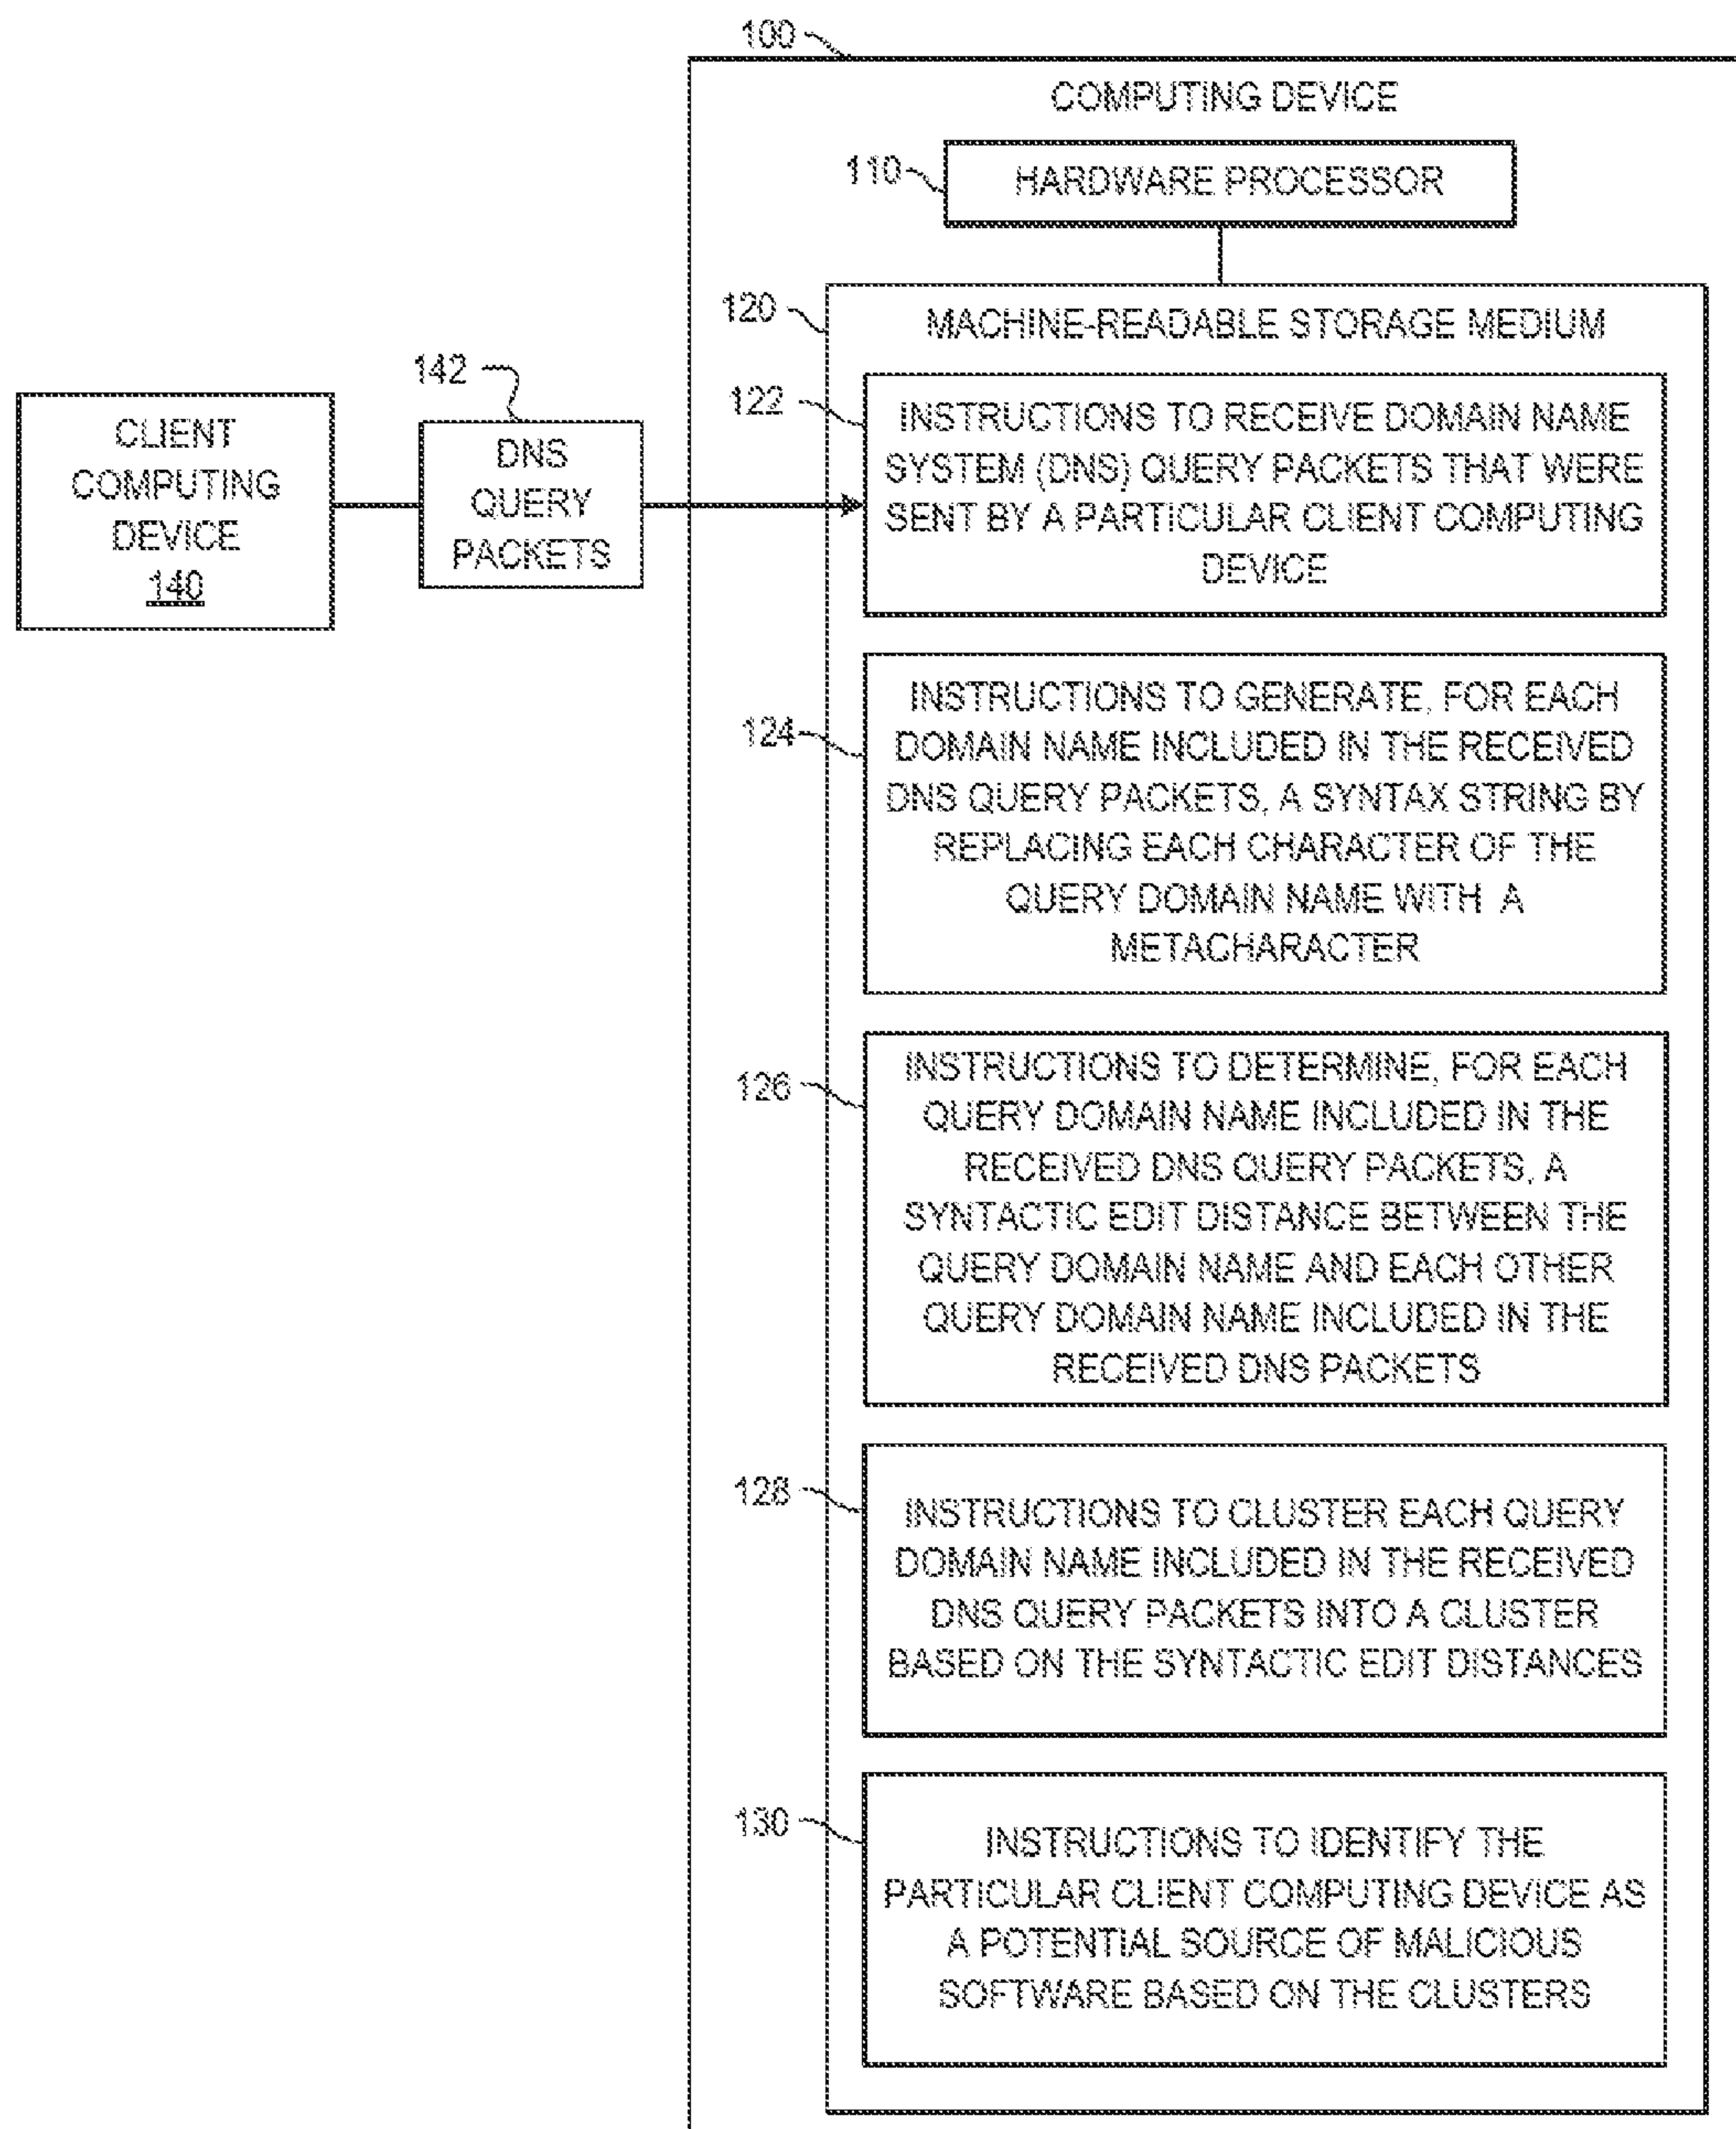 100
COMPUTING DEVICE
110
HARDWARE PROCESSOR
120
MACHINE-READABLE STORAGE MEDIUM
142
CLIENT
COMPUTING
DEVICE
140
DNS
QUERY
PACKETS
122
INSTRUCTIONS TO RECEIVE DOMAIN NAME
SYSTEM (DNS) QUERY PACKETS THAT WERE
SENT BY A PARTICULAR CLIENT COMPUTING
DEVICE
124
INSTRUCTIONS TO GENERATE, FOR EACH
DOMAIN NAME INCLUDED IN THE RECEIVED
DNS QUERY PACKETS, A SYNTAX STRING BY
REPLACING EACH CHARACTER OF THE
QUERY DOMAIN NAME WITH A
METACHARACTER
126
INSTRUCTIONS TO DETERMINE, FOR EACH
QUERY DOMAIN NAME INCLUDED IN THE
RECEIVED DNS QUERY PACKETS, A
SYNTACTIC EDIT DISTANCE BETWEEN THE
QUERY DOMAIN NAME AND EACH OTHER
QUERY DOMAIN NAME INCLUDED IN THE
RECEIVED DNS PACKETS
128
INSTRUCTIONS TO CLUSTER EACH QUERY
DOMAIN NAME INCLUDED IN THE RECEIVED
DNS QUERY PACKETS INTO A CLUSTER
BASED ON THE SYNTACTIC EDIT DISTANCES
130
INSTRUCTIONS TO IDENTIFY THE
PARTICULAR CLIENT COMPUTING DEVICE AS
A POTENTIAL SOURCE OF MALICIOUS
SOFTWARE BASED ON THE CLUSTERS